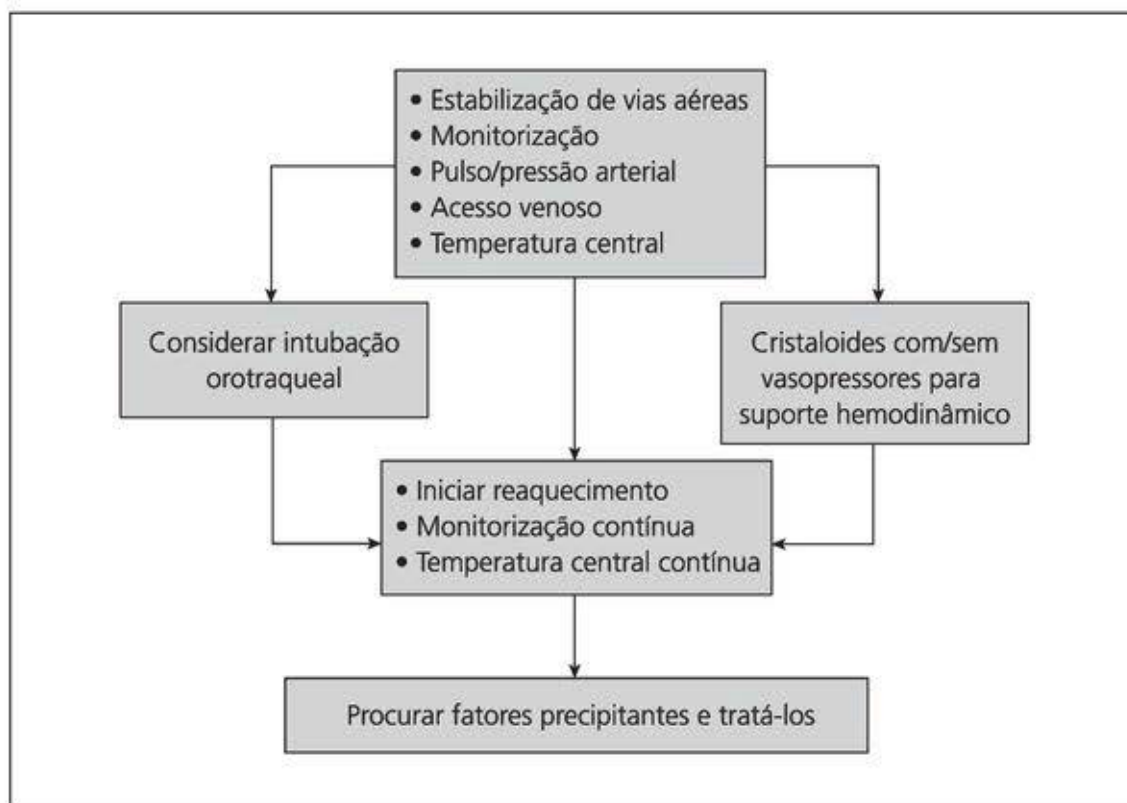 • Estabilização de vias aéreas
• Monitorização
• Pulso/pressão arterial
• Acesso venoso
• Temperatura central
Considerar intubação
orotraqueal
Cristaloides com/sem
vasopressores para
suporte hemodinâmico
• Iniciar reaquecimento
• Monitorização contínua
• Temperatura central contínua
Procurar fatores precipitantes e tratá-los